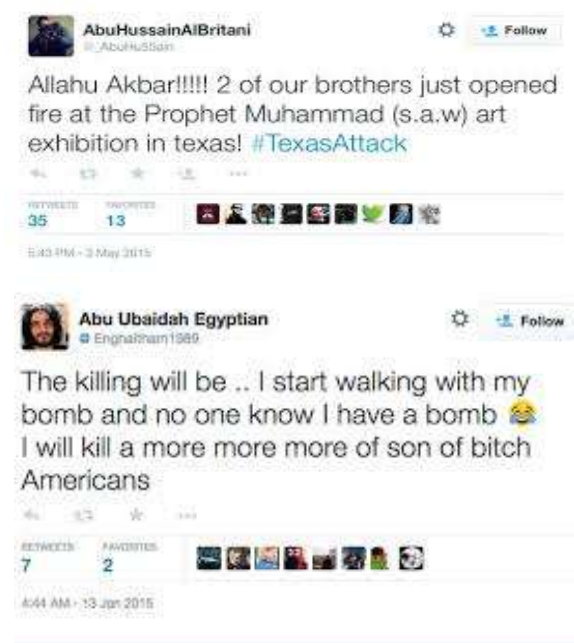 AbuHussainAlBritani
Follow
Allahu Akbar!!!!! 2 of our brothers just opened
fire at the Prophet Muhammad (s.a.w) art
exhibition in texas! #TexasAttack
RETWEETS FAVORITES
35 13
5:43 PM - 3 May 2015
Abu Ubaidah Egyptian
Follow
The killing will be .. I start walking with my
bomb and no one know I have a bomb 😂
I will kill a more more more of son of bitch
Americans
RETWEETS FAVORITES
7 2
4:44 AM - 13 Jan 2015